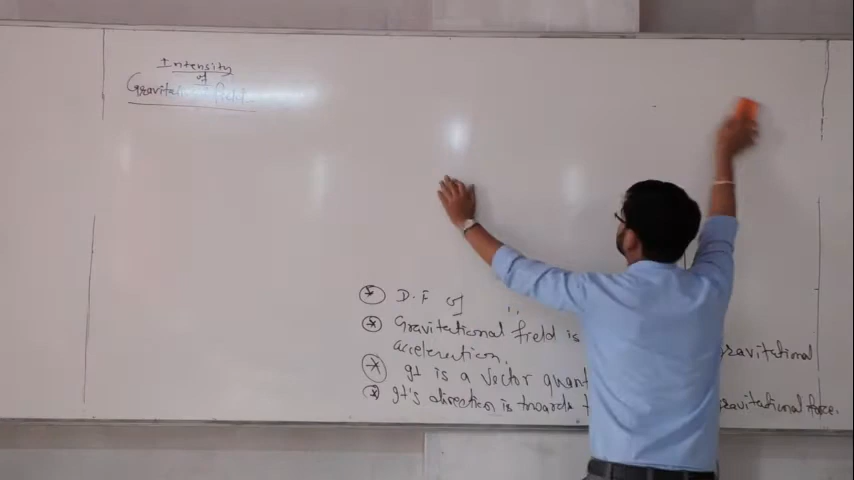 Intensity
of
Gravitational field
D.F of
Gravitational field is
acceleration. gravitational
It is a vector quant
It's direction is towards gravitational force.